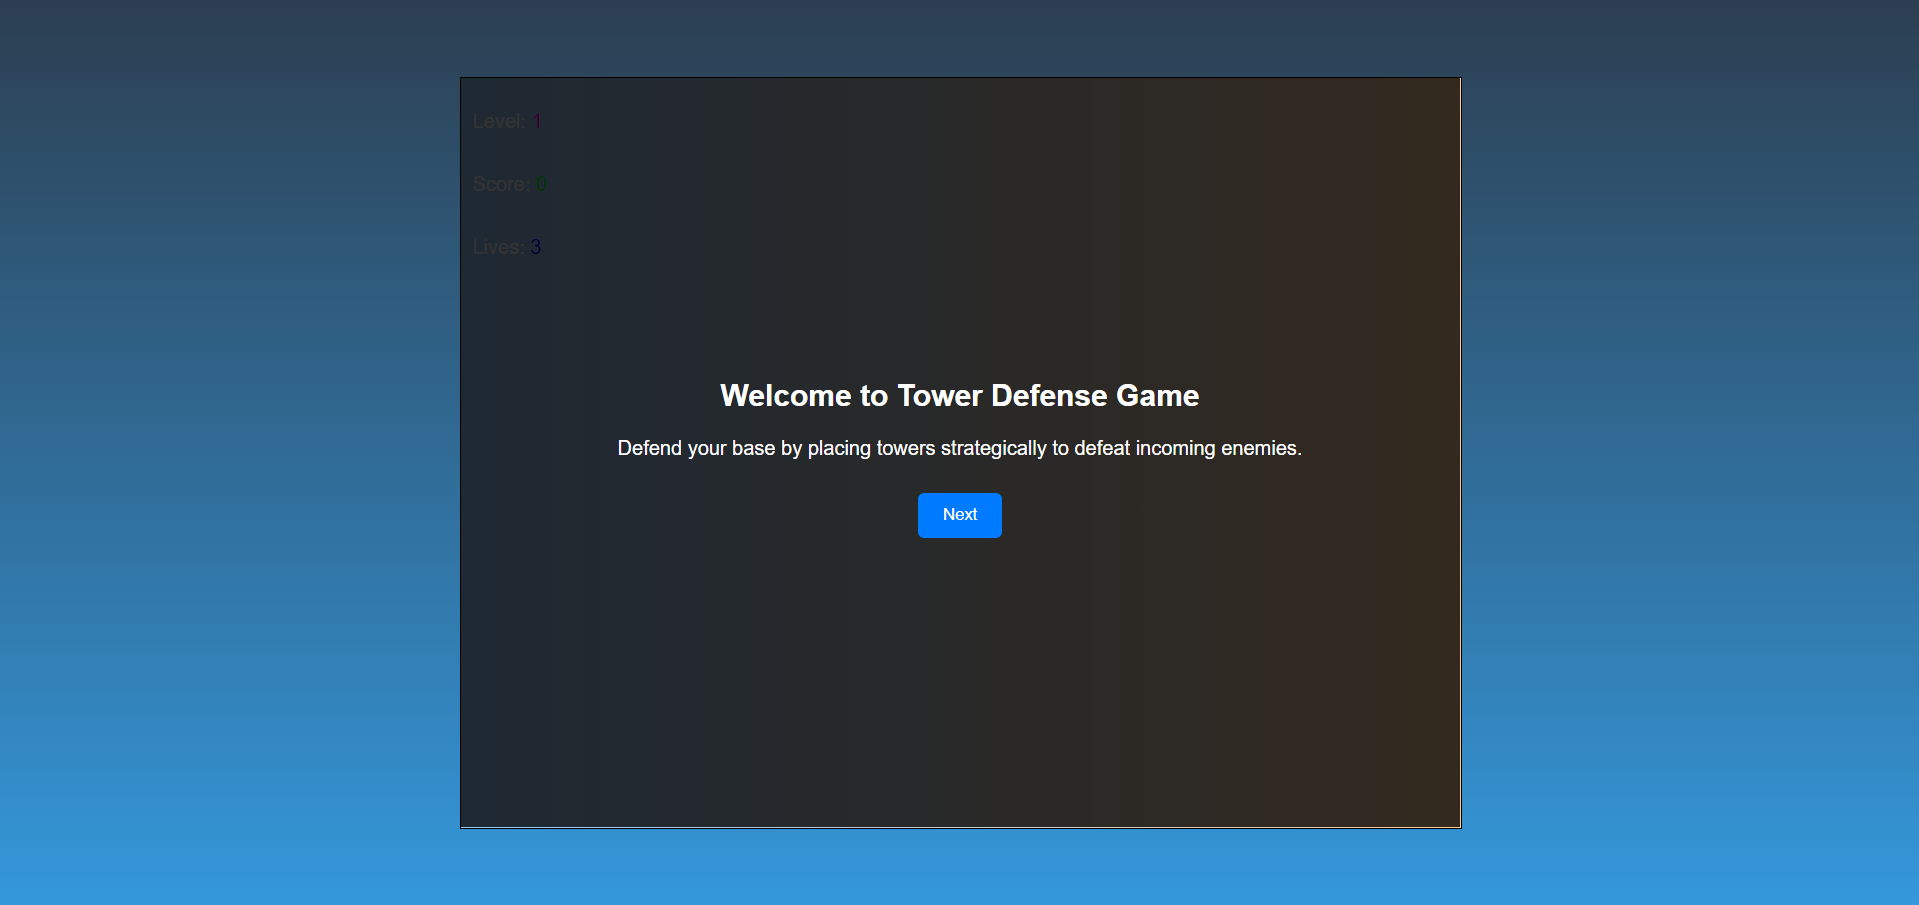 Level: 1
Score: 0
Lives: 3
Welcome to Tower Defense Game
Defend your base by placing towers strategically to defeat incoming enemies.
Next